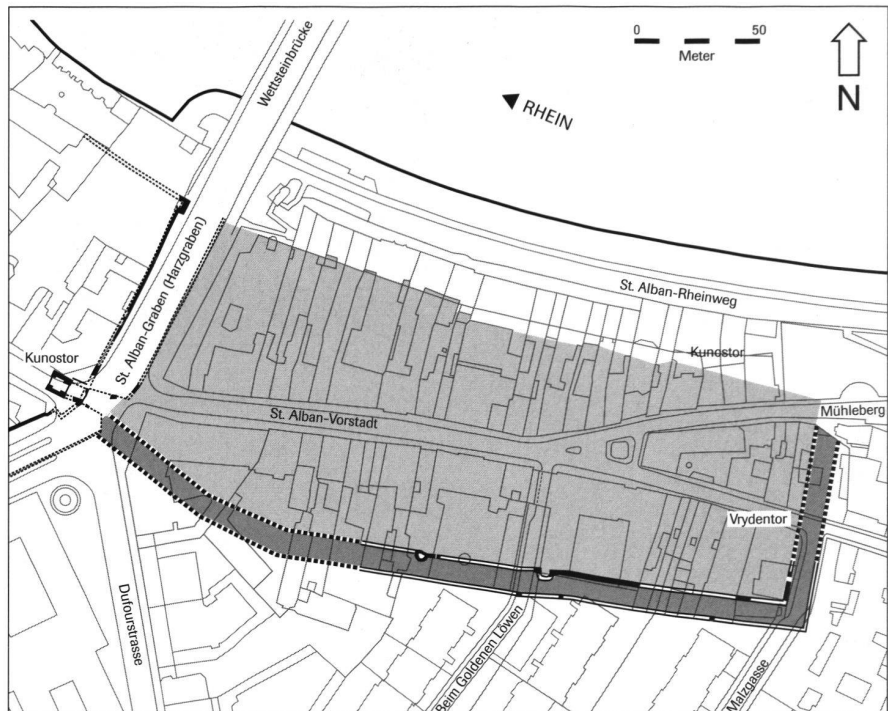 0 50
Meter
N
Wettsteinbrücke
RHEIN
St. Alban-Graben (Harzgraben)
St. Alban-Rheinweg
Kunostor
Kunostor
Mühleberg
St. Alban-Vorstadt
Vrydentor
Dufourstrasse
Beim Goldenen Löwen
Malzgasse